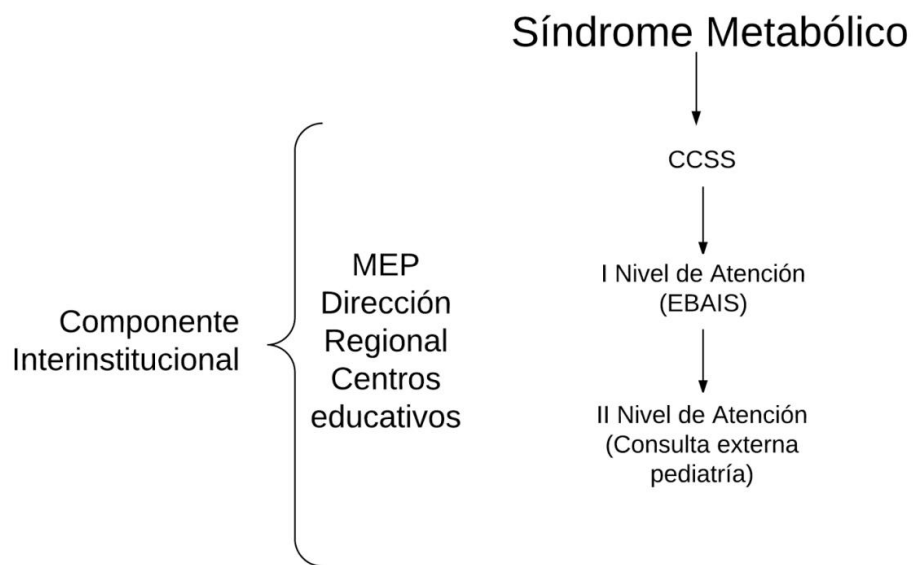 Síndrome Metabólico
CCSS
I Nivel de Atención
(EBAIS)
II Nivel de Atención
(Consulta externa
pediatría)
Componente
Interinstitucional
MEP
Dirección
Regional
Centros
educativos